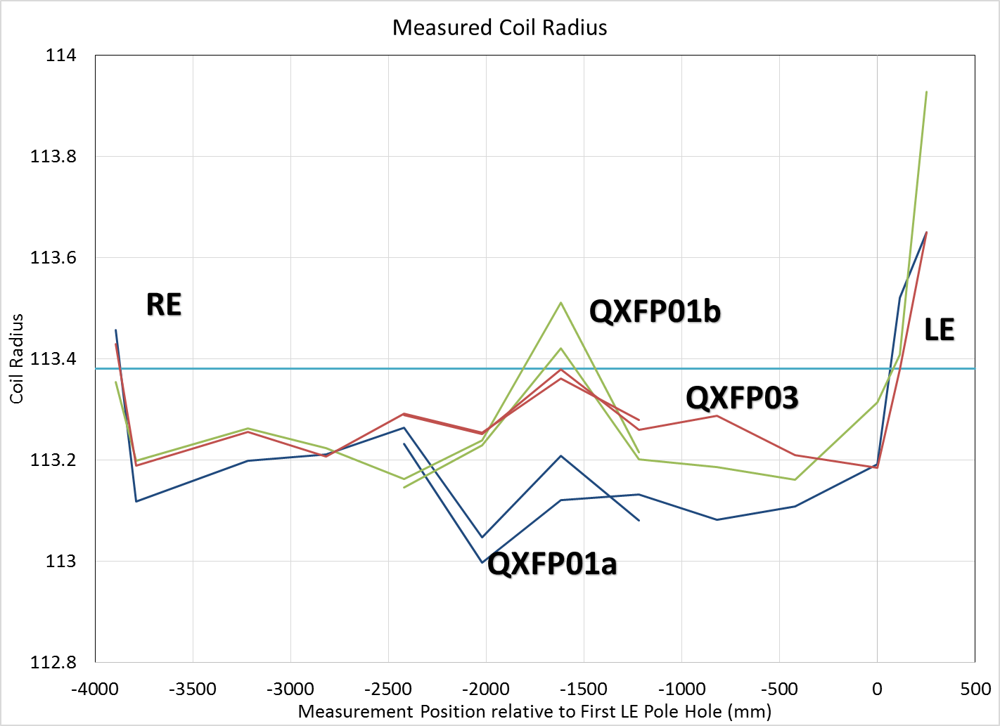 Measured Coil Radius
114
113.8
113.6
113.4
113.2
113
112.8
Coil Radius
RE
QXFP01b
LE
QXFP03
QXFP01a
-4000 -3500 -3000 -2500 -2000 -1500 -1000 -500 0 500
Measurement Position relative to First LE Pole Hole (mm)